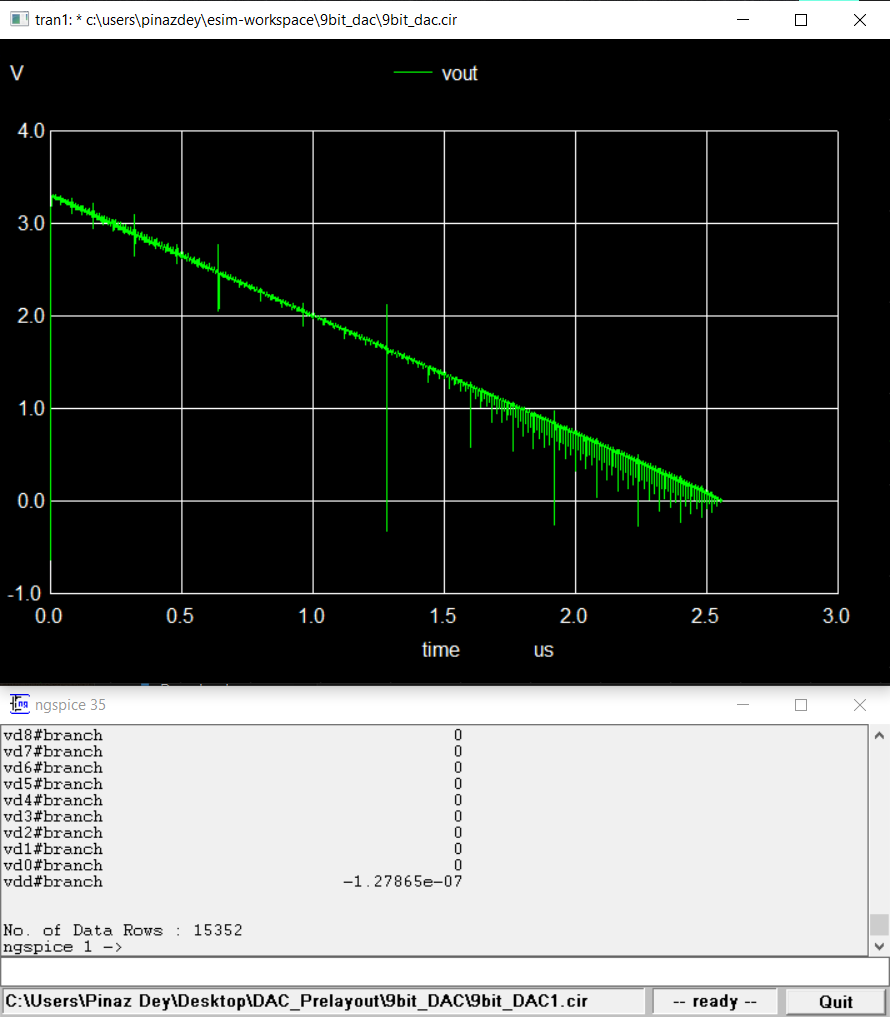 tran1: * c:\users\pinazdey\esim-workspace\9bit_dac\9bit_dac.cir
V
vout
4.0
3.0
2.0
1.0
0.0
-1.0
0.0 0.5 1.0 1.5 2.0 2.5 3.0
time us
ngspice 35
vd8#branch 0
vd7#branch 0
vd6#branch 0
vd5#branch 0
vd4#branch 0
vd3#branch 0
vd2#branch 0
vd1#branch 0
vd0#branch 0
vdd#branch -1.27865e-07
No. of Data Rows : 15352
ngspice 1 ->
C:\Users\Pinaz Dey\Desktop\DAC_Prelayout\9bit_DAC\9bit_DAC1.cir -- ready -- Quit